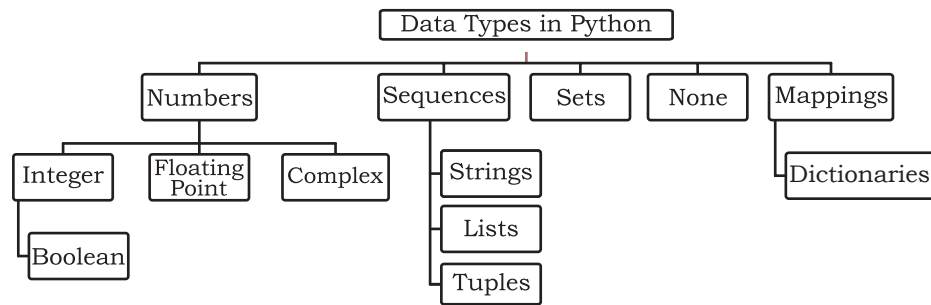 Data Types in Python
Numbers
Sequences
Sets
None
Mappings
Integer
Floating
Point
Complex
Strings
Dictionaries
Lists
Boolean
Tuples